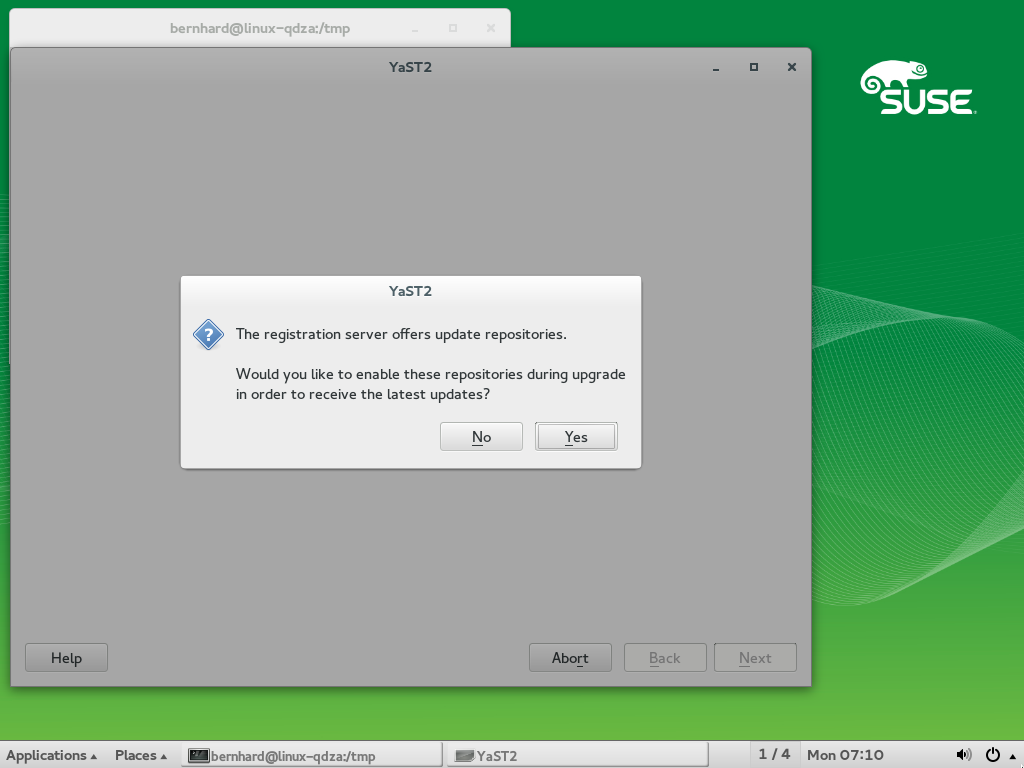 bernhard@linux-qdza:/tmp
YaST2
SUSE
YaST2
The registration server offers update repositories.
Would you like to enable these repositories during upgrade
in order to receive the latest updates?
No
Yes
Help
Abort
Back
Next
Applications
Places
bernhard@linux-qdza:/tmp
YaST2
1 / 4
Mon 07:10